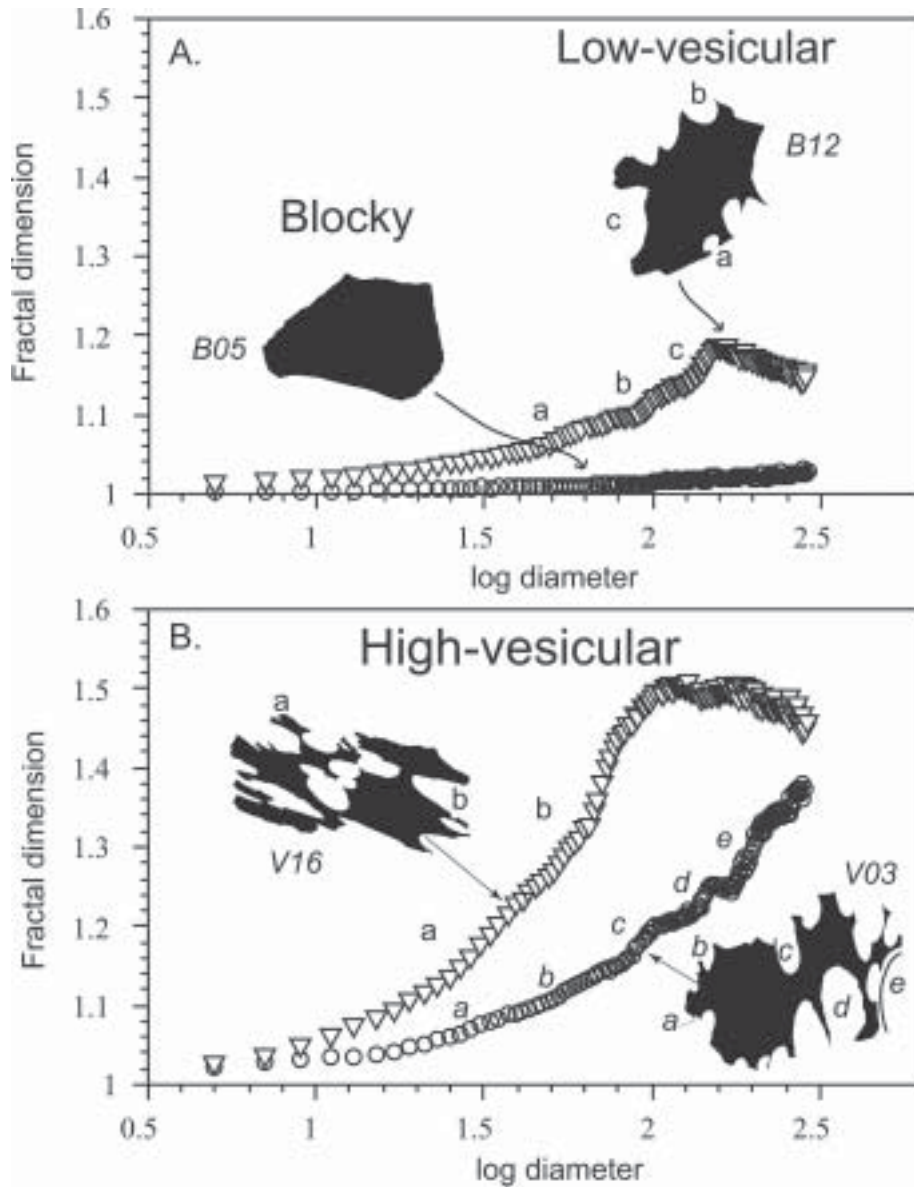 A.
Low-vesicular
b
B12
c
a
Blocky
B05
a
b
c
Fractal dimension
1.6
1.5
1.4
1.3
1.2
1.1
1
0.5
1
1.5
2
2.5
log diameter
B.
High-vesicular
a
b
V16
a
b
V03
a
b
c
d
e
a
b
c
d
e
Fractal dimension
1.6
1.5
1.4
1.3
1.2
1.1
1
0.5
1
1.5
2
2.5
log diameter